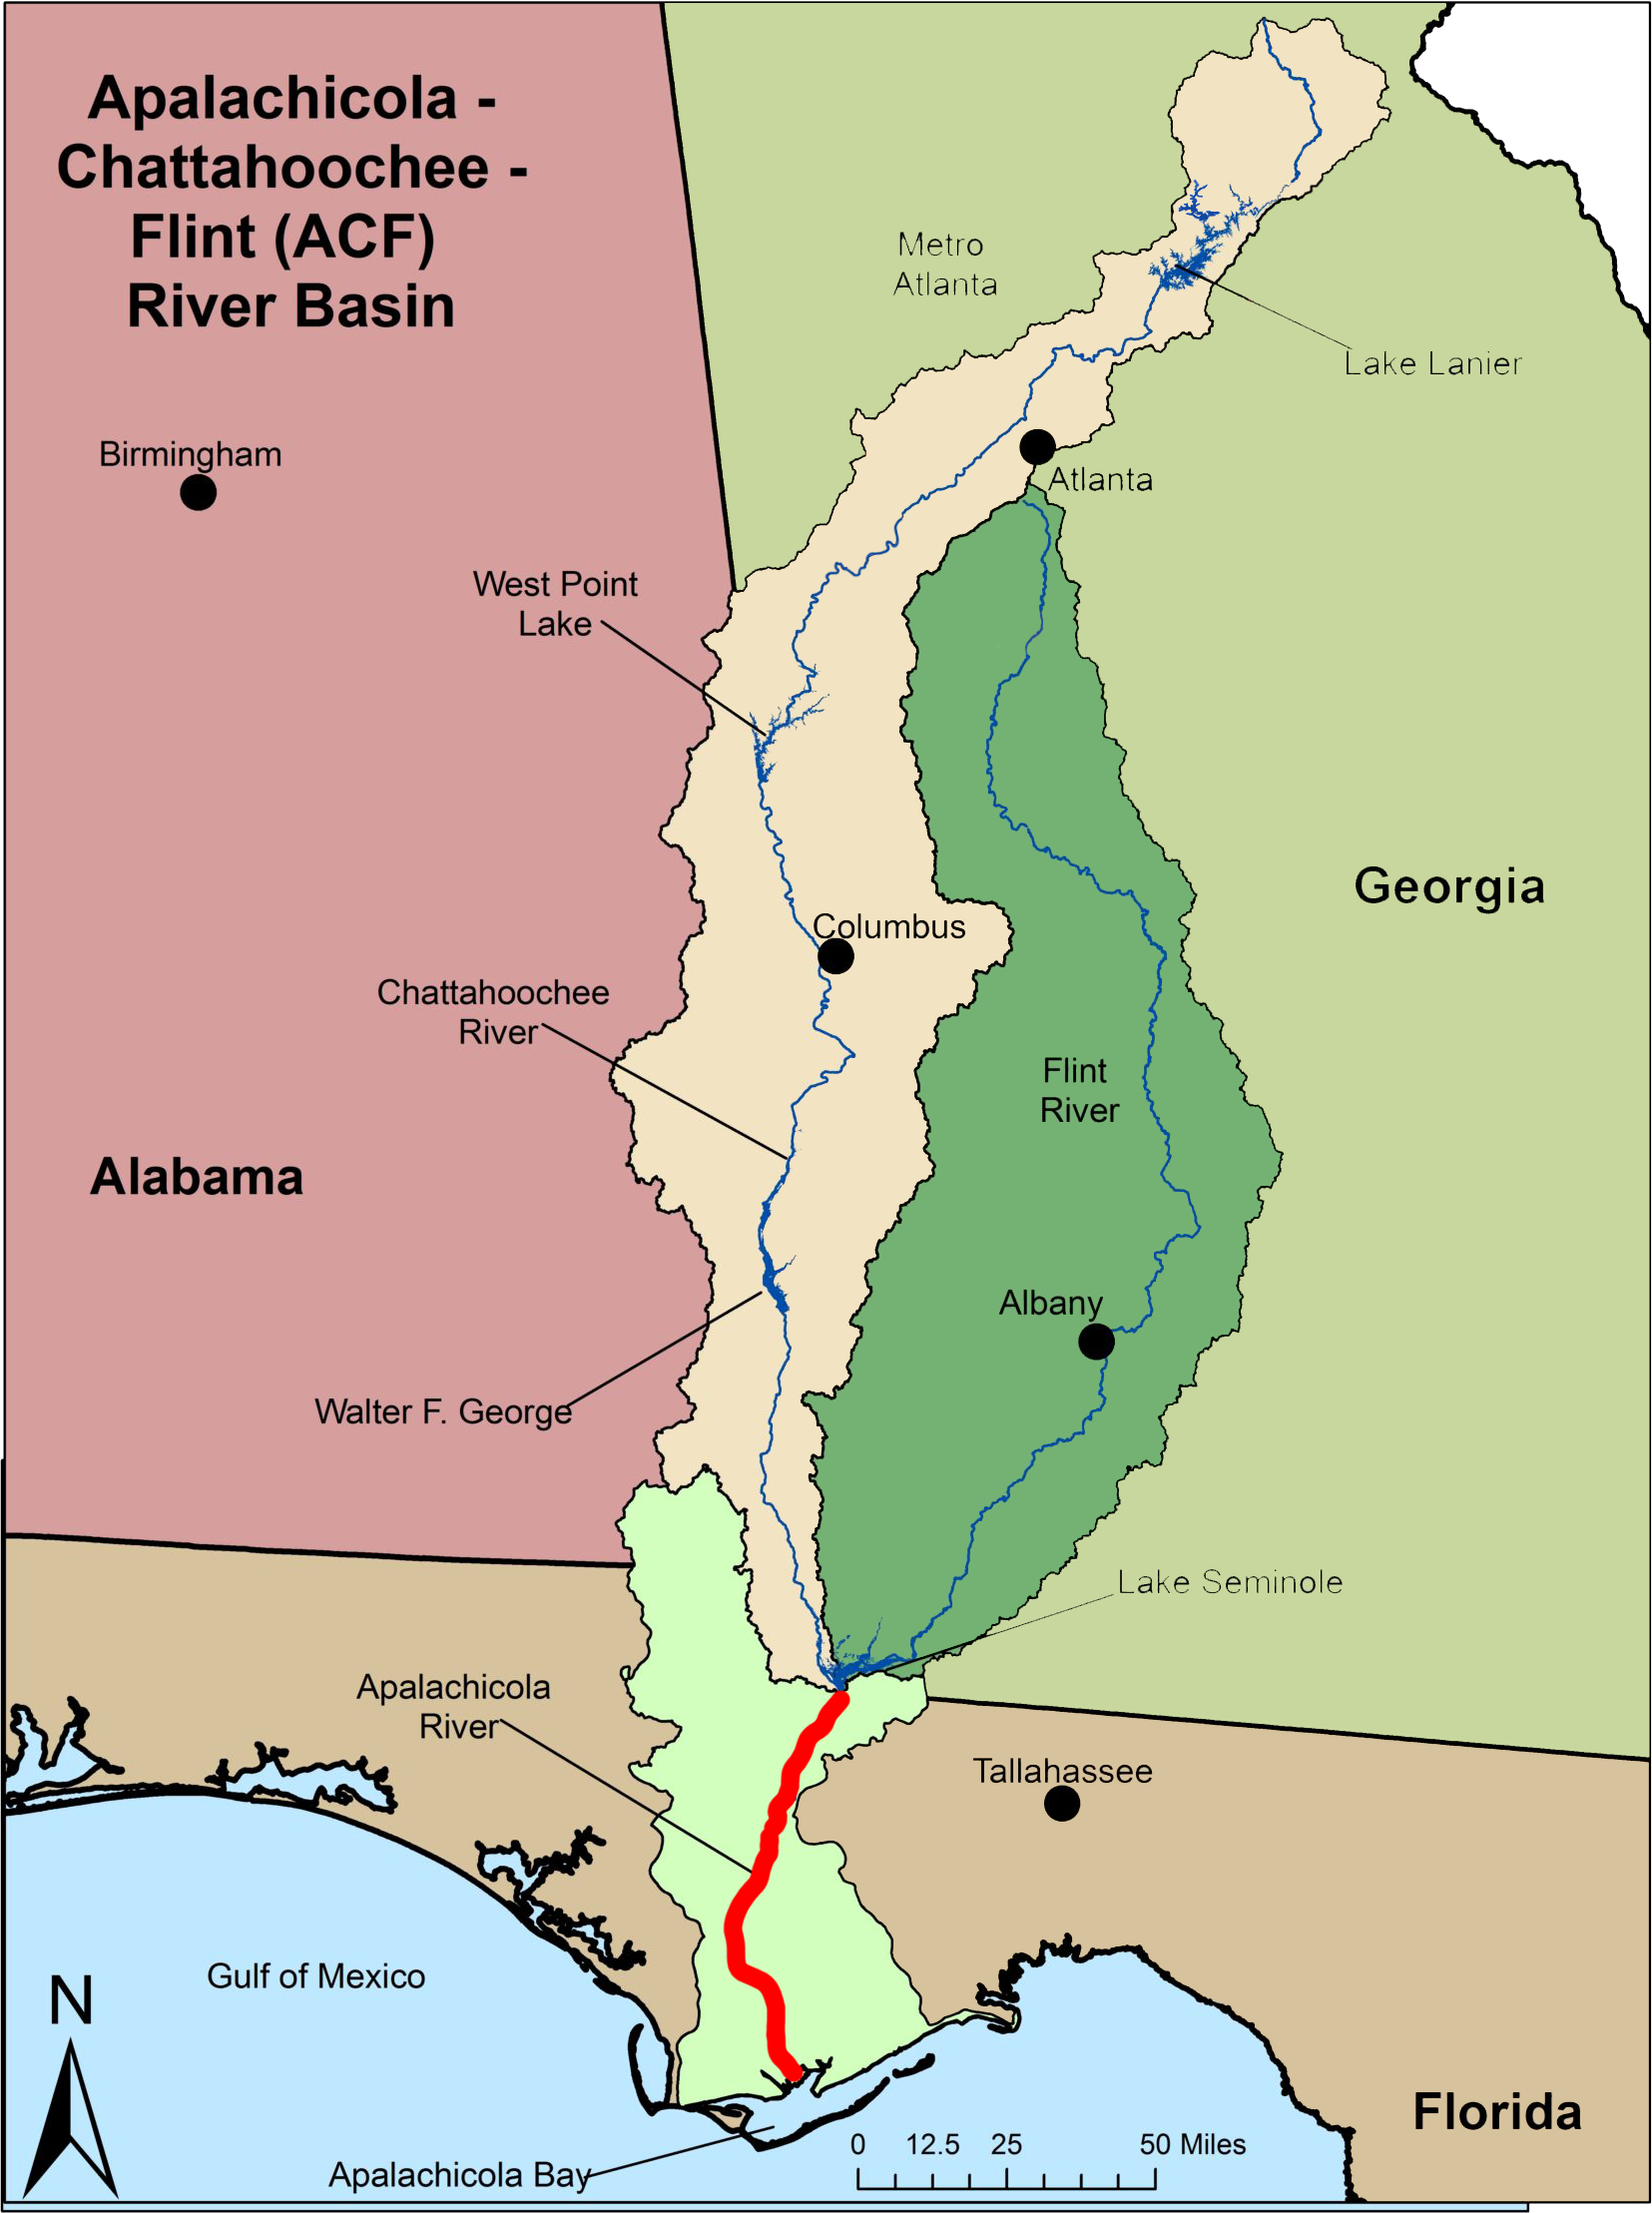 Apalachicola -
Chattahoochee -
Flint (ACF)
River Basin
Metro
Atlanta
Lake Lanier
Birmingham
Atlanta
West Point
Lake
Georgia
Columbus
Chattahoochee
River
Flint
River
Alabama
Albany
Walter F. George
Lake Seminole
Apalachicola
River
Tallahassee
Gulf of Mexico
N
Florida
0 12.5 25 50 Miles
Apalachicola Bay